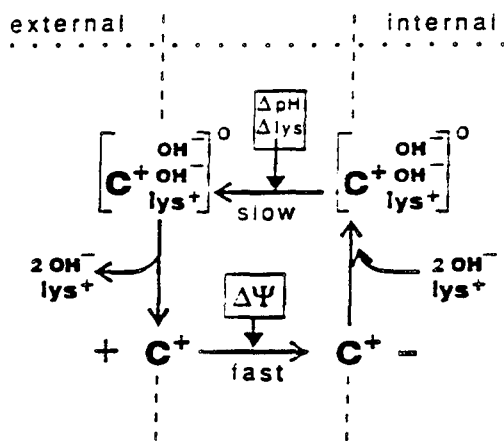 external internal
ΔpH
Δlys
[C⁺ OH⁻ OH⁻ lys⁺]⁰
[C⁺ OH⁻ OH⁻ lys⁺]⁰
slow
2 OH⁻
lys⁺
2 OH⁻
lys⁺
ΔΨ
+ C⁺
C⁺ −
fast